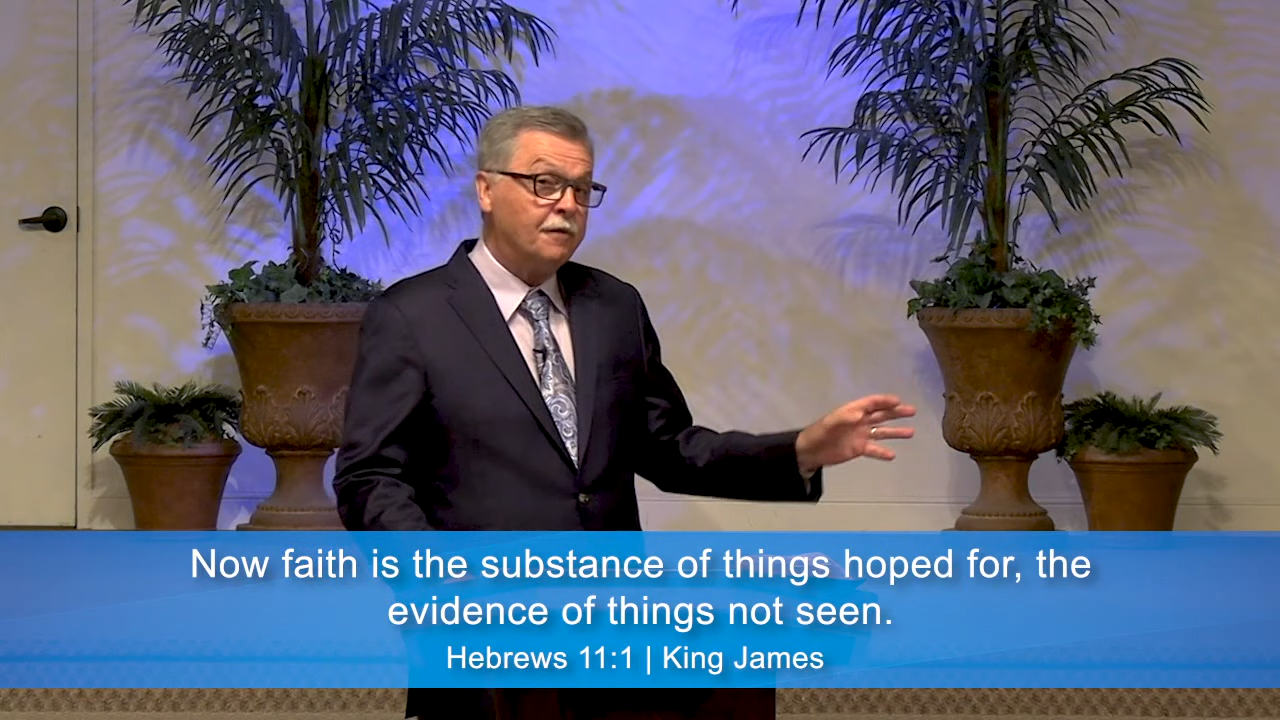 Now faith is the substance of things hoped for, the
evidence of things not seen.
Hebrews 11:1 | King James